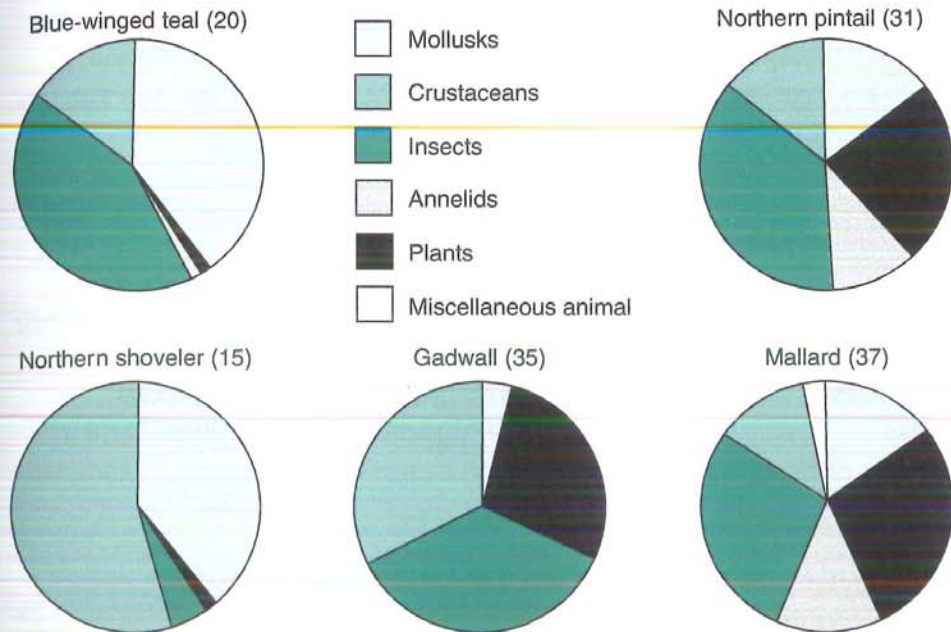 Blue-winged teal (20)
Mollusks
Crustaceans
Insects
Annelids
Plants
Miscellaneous animal
Northern pintail (31)
Northern shoveler (15)
Gadwall (35)
Mallard (37)